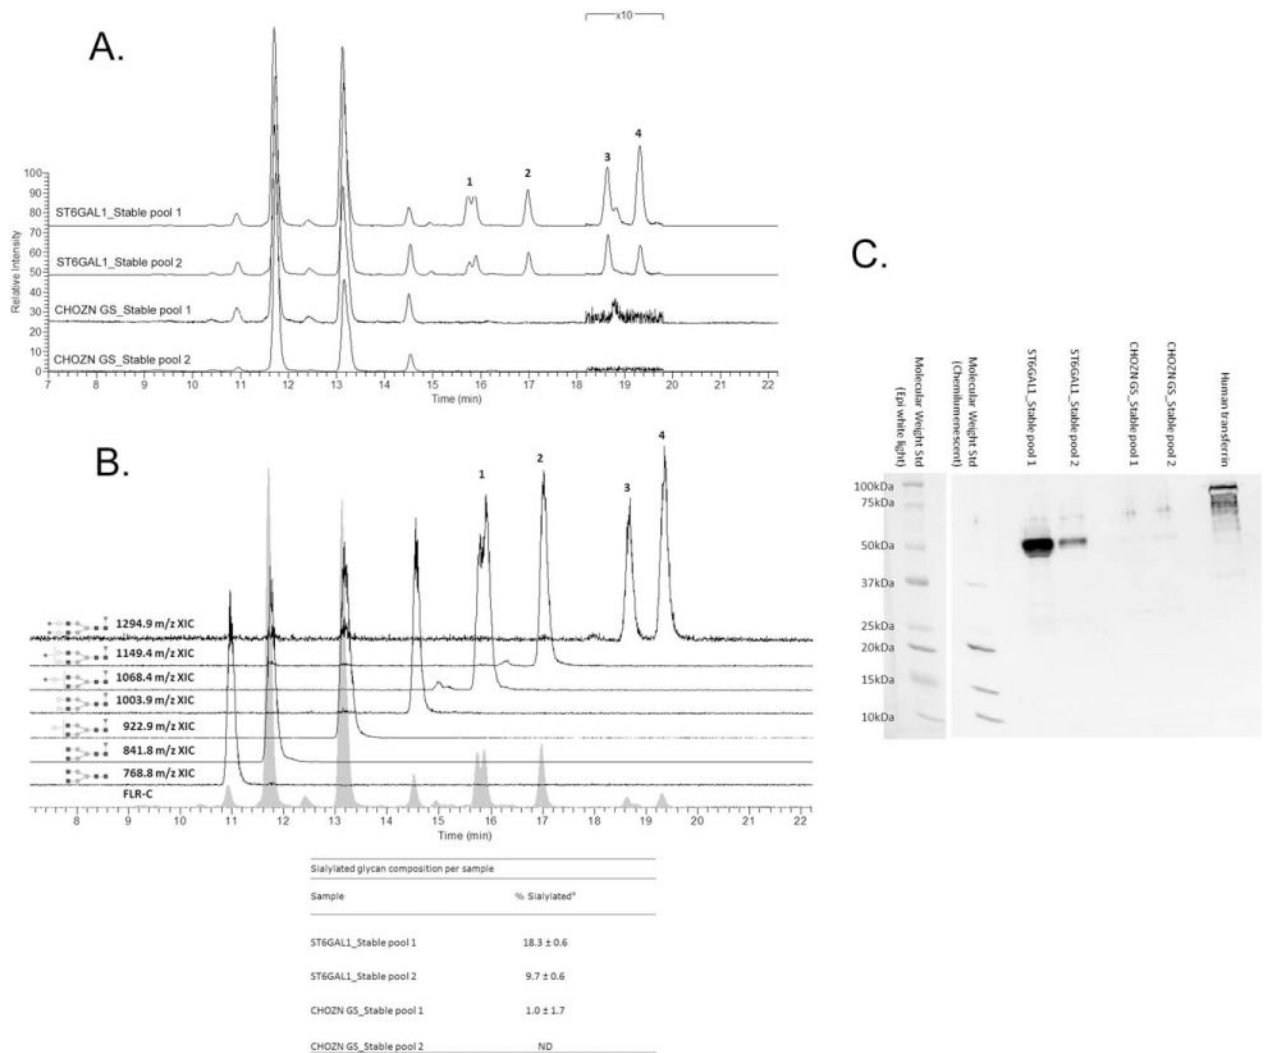 A.
x10
1
2
3
4
Relative Intensity
100
90
80
70
60
50
40
30
20
10
0
ST6GAL1_Stable pool 1
ST6GAL1_Stable pool 2
CHOZN GS_Stable pool 1
CHOZN GS_Stable pool 2
7 8 9 10 11 12 13 14 15 16 17 18 19 20 21 22
Time (min)
B.
1
2
3
4
1294.9 m/z XIC
1149.4 m/z XIC
1068.4 m/z XIC
1003.9 m/z XIC
922.9 m/z XIC
841.8 m/z XIC
768.8 m/z XIC
FLR-C
8 9 10 11 12 13 14 15 16 17 18 19 20 21 22
Time (min)
Sialylated glycan composition per sample
Sample % Sialylatedª
ST6GAL1_Stable pool 1 18.3 ± 0.6
ST6GAL1_Stable pool 2 9.7 ± 0.6
CHOZN GS_Stable pool 1 1.0 ± 1.7
CHOZN GS_Stable pool 2 ND
C.
Molecular Weight Std
(Epi white light)
Molecular Weight Std
(Chemilumenescent)
ST6GAL1_Stable pool 1
ST6GAL1_Stable pool 2
CHOZN GS_Stable pool 1
CHOZN GS_Stable pool 2
Human transferrin
100kDa
75kDa
50kDa
37kDa
25kDa
20kDa
15kDa
10kDa